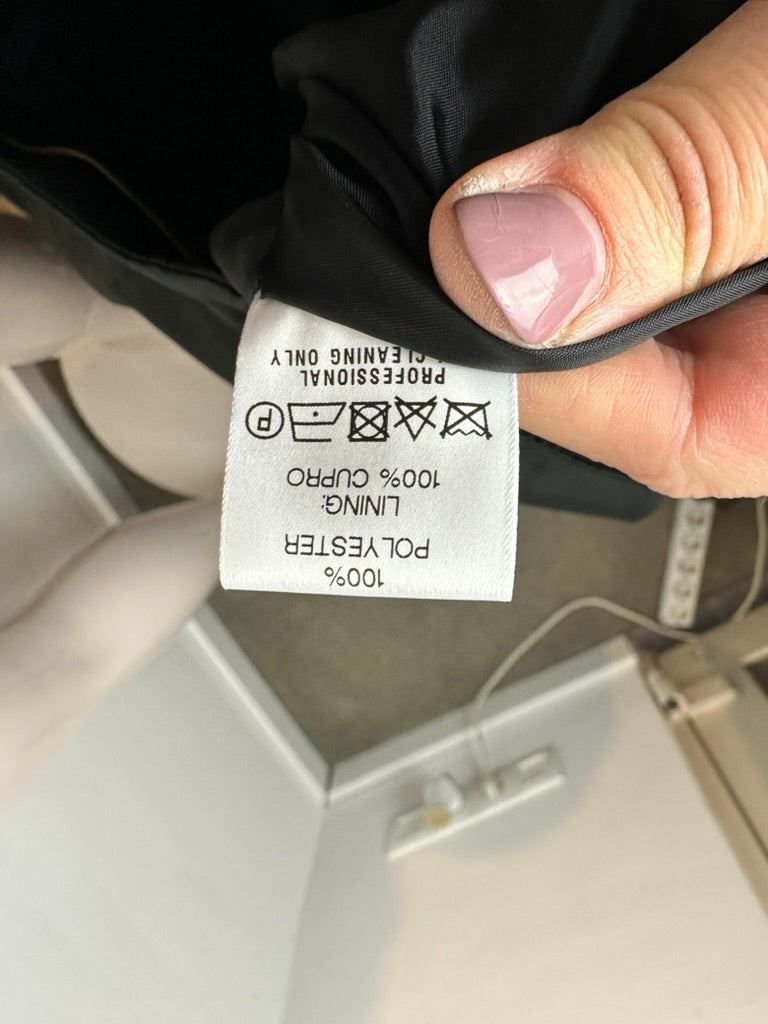 100%
POLYESTER
LINING:
100% CUPRO
P
PROFESSIONAL
CLEANING ONLY